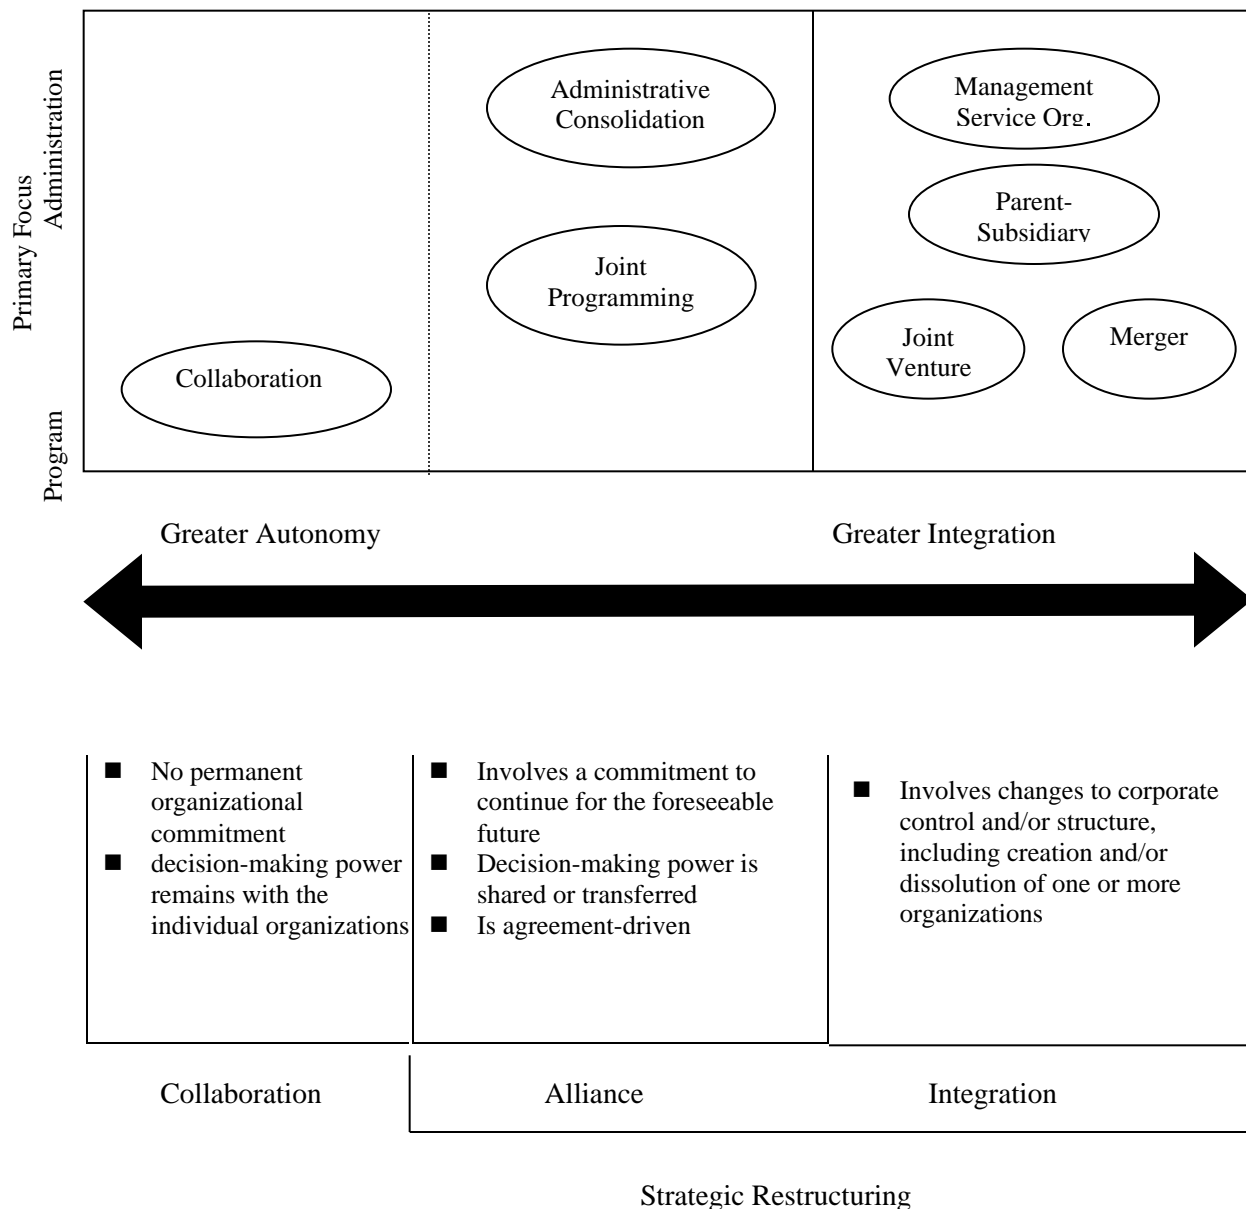 Primary Focus
Administration
Program
Administrative
Consolidation
Management
Service Org.
Parent-
Subsidiary
Joint
Programming
Joint
Venture
Merger
Collaboration
Greater Autonomy
Greater Integration
■ No permanent
organizational
commitment
■ decision-making power
remains with the
individual organizations
■ Involves a commitment to
continue for the foreseeable
future
■ Decision-making power is
shared or transferred
■ Is agreement-driven
■ Involves changes to corporate
control and/or structure,
including creation and/or
dissolution of one or more
organizations
Collaboration
Alliance
Integration
Strategic Restructuring